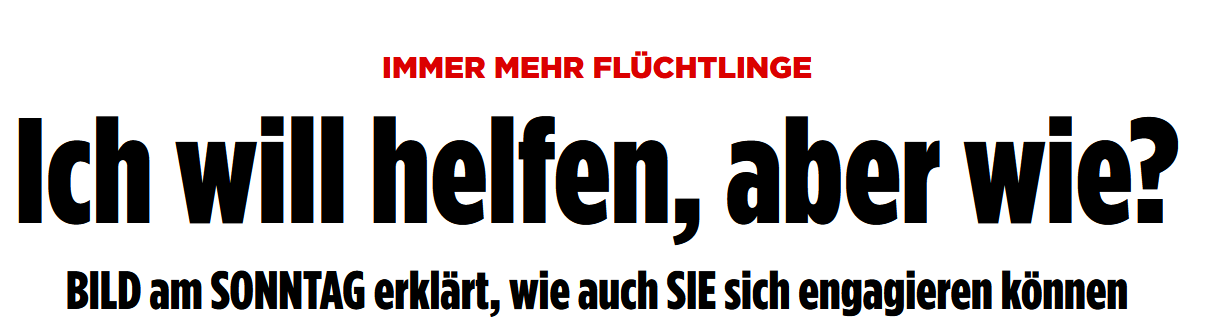 IMMER MEHR FLÜCHTLINGE
Ich will helfen, aber wie?
BILD am SONNTAG erklärt, wie auch SIE sich engagieren können